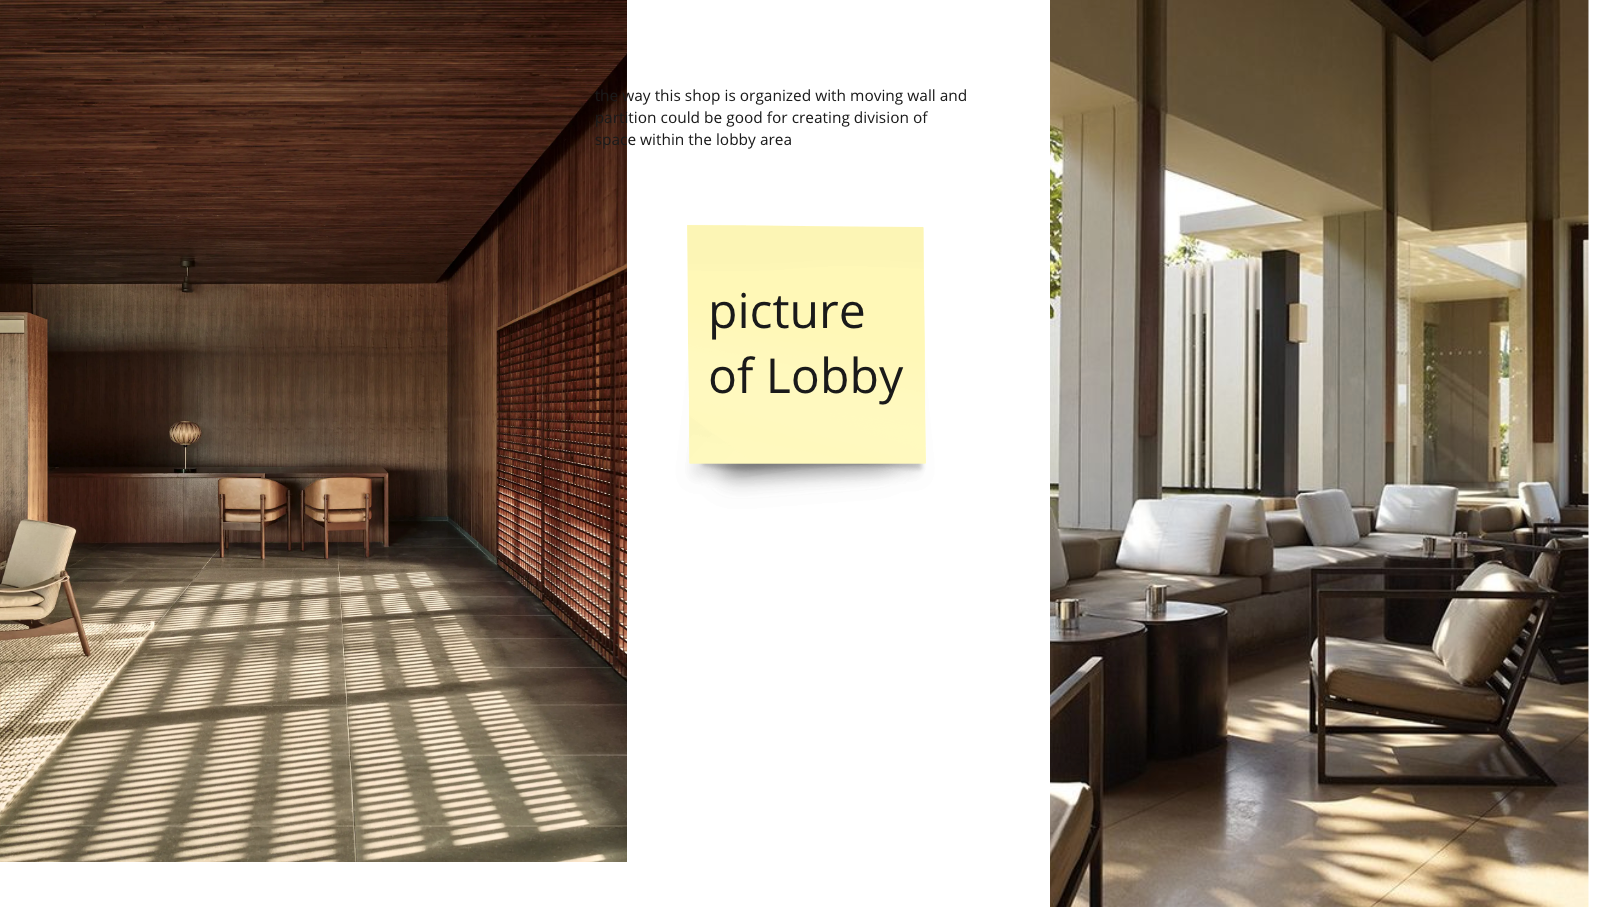 the way this shop is organized with moving wall and
partition could be good for creating division of
space within the lobby area
picture
of Lobby